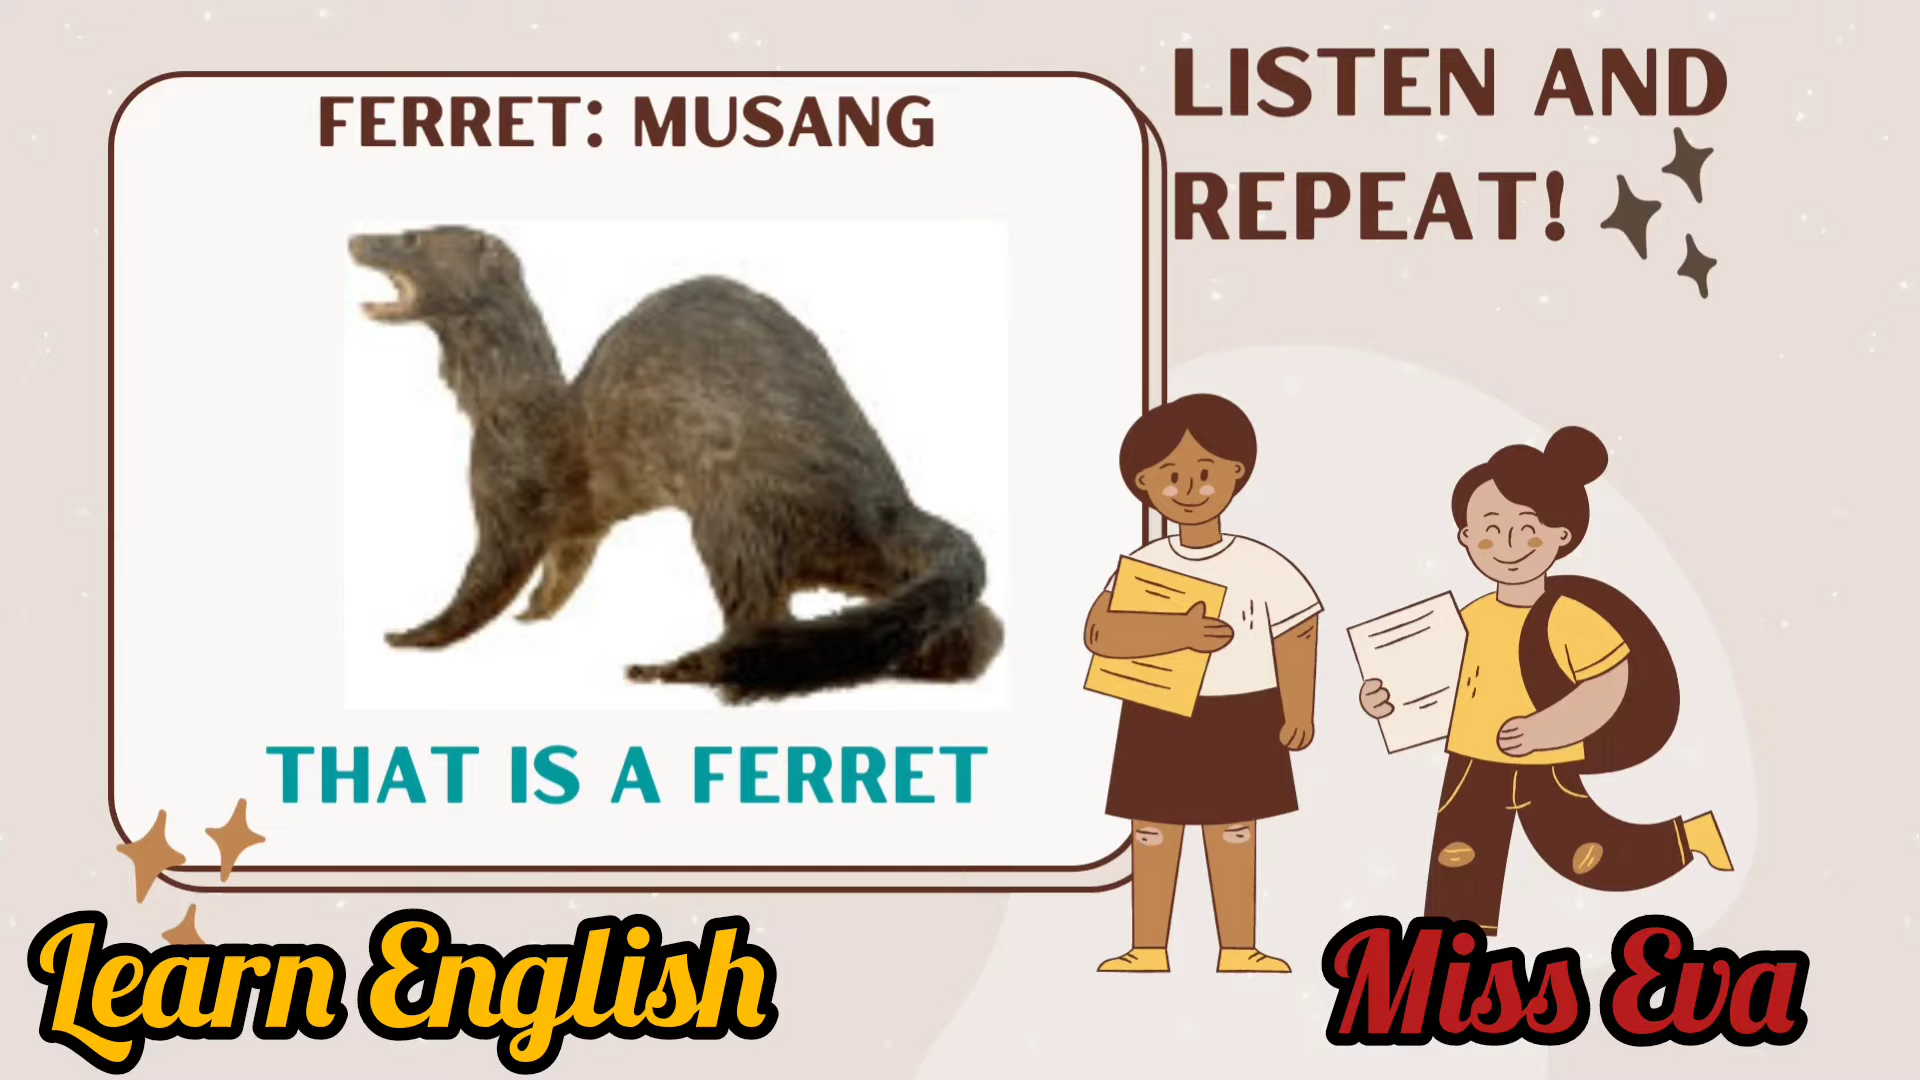 FERRET: MUSANG
LISTEN AND
REPEAT!
THAT IS A FERRET
Learn English
Miss Eva